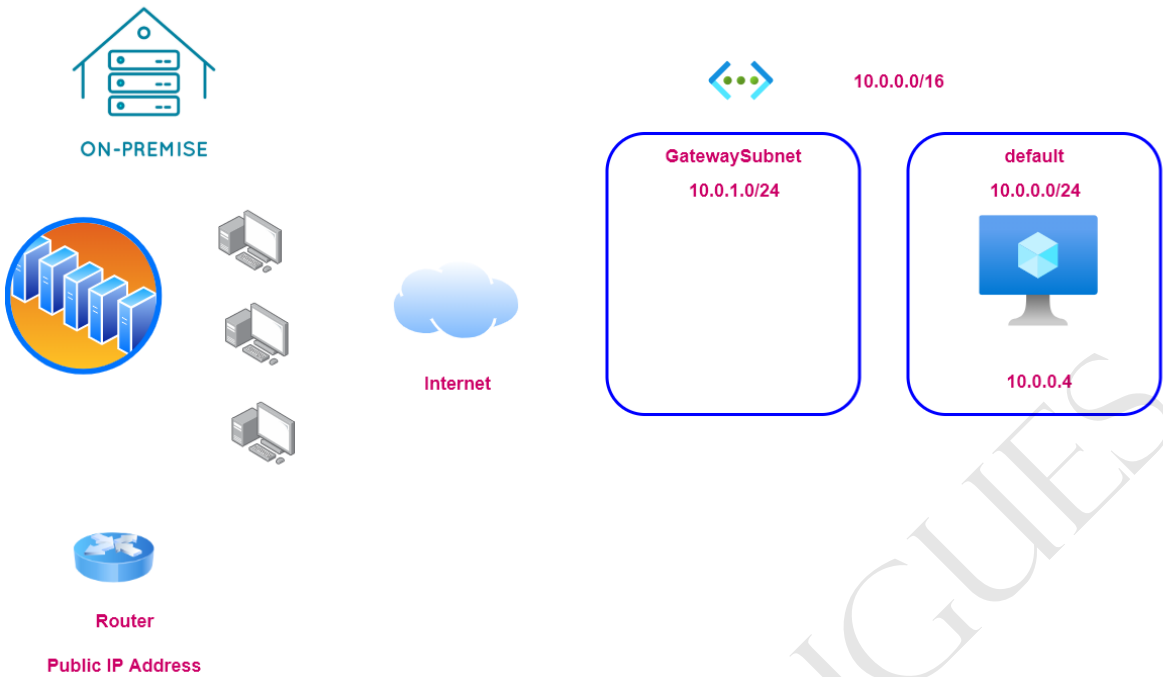 ON-PREMISE
10.0.0.0/16
GatewaySubnet
10.0.1.0/24
default
10.0.0.0/24
10.0.0.4
Internet
Router
Public IP Address